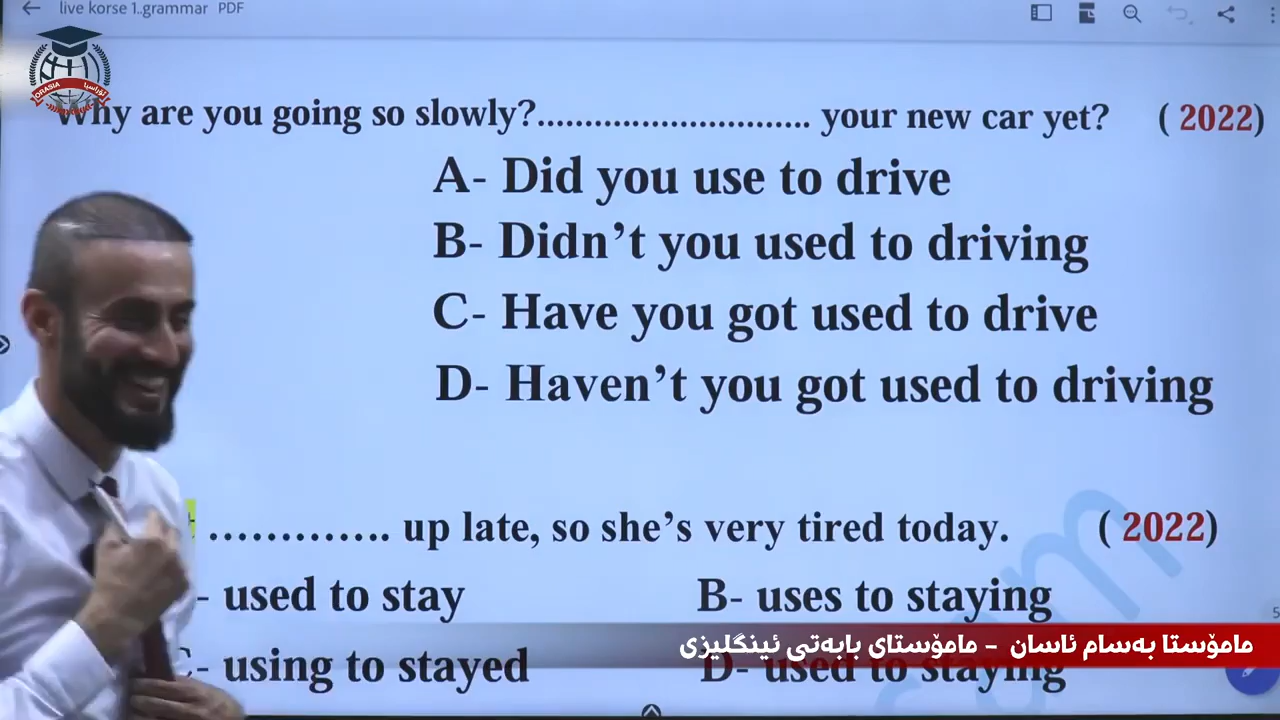 live korse 1..grammar PDF
Why are you going so slowly?............................ your new car yet? ( 2022)
A- Did you use to drive
B- Didn't you used to driving
C- Have you got used to drive
D- Haven't you got used to driving
.............. up late, so she's very tired today. ( 2022)
- used to stay B- uses to staying
C- using to stayed D- used to staying
مامۆستا بەسام ئاسان - مامۆستای بابەتی ئینگلیزی
ORASIA ئۆراسیا